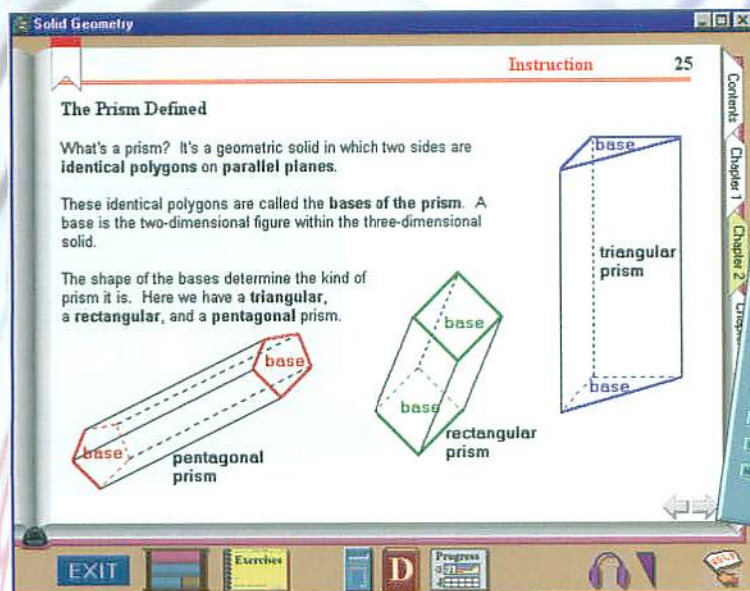 Solid Geometry
Instruction 25
The Prism Defined
What's a prism? It's a geometric solid in which two sides are
identical polygons on parallel planes.
These identical polygons are called the bases of the prism. A
base is the two-dimensional figure within the three-dimensional
solid.
The shape of the bases determine the kind of
prism it is. Here we have a triangular,
a rectangular, and a pentagonal prism.
base
base
pentagonal
prism
base
base
rectangular
prism
base
triangular
prism
base
Contents
Chapter 1
Chapter 2
EXIT
Exercises
D
Progress